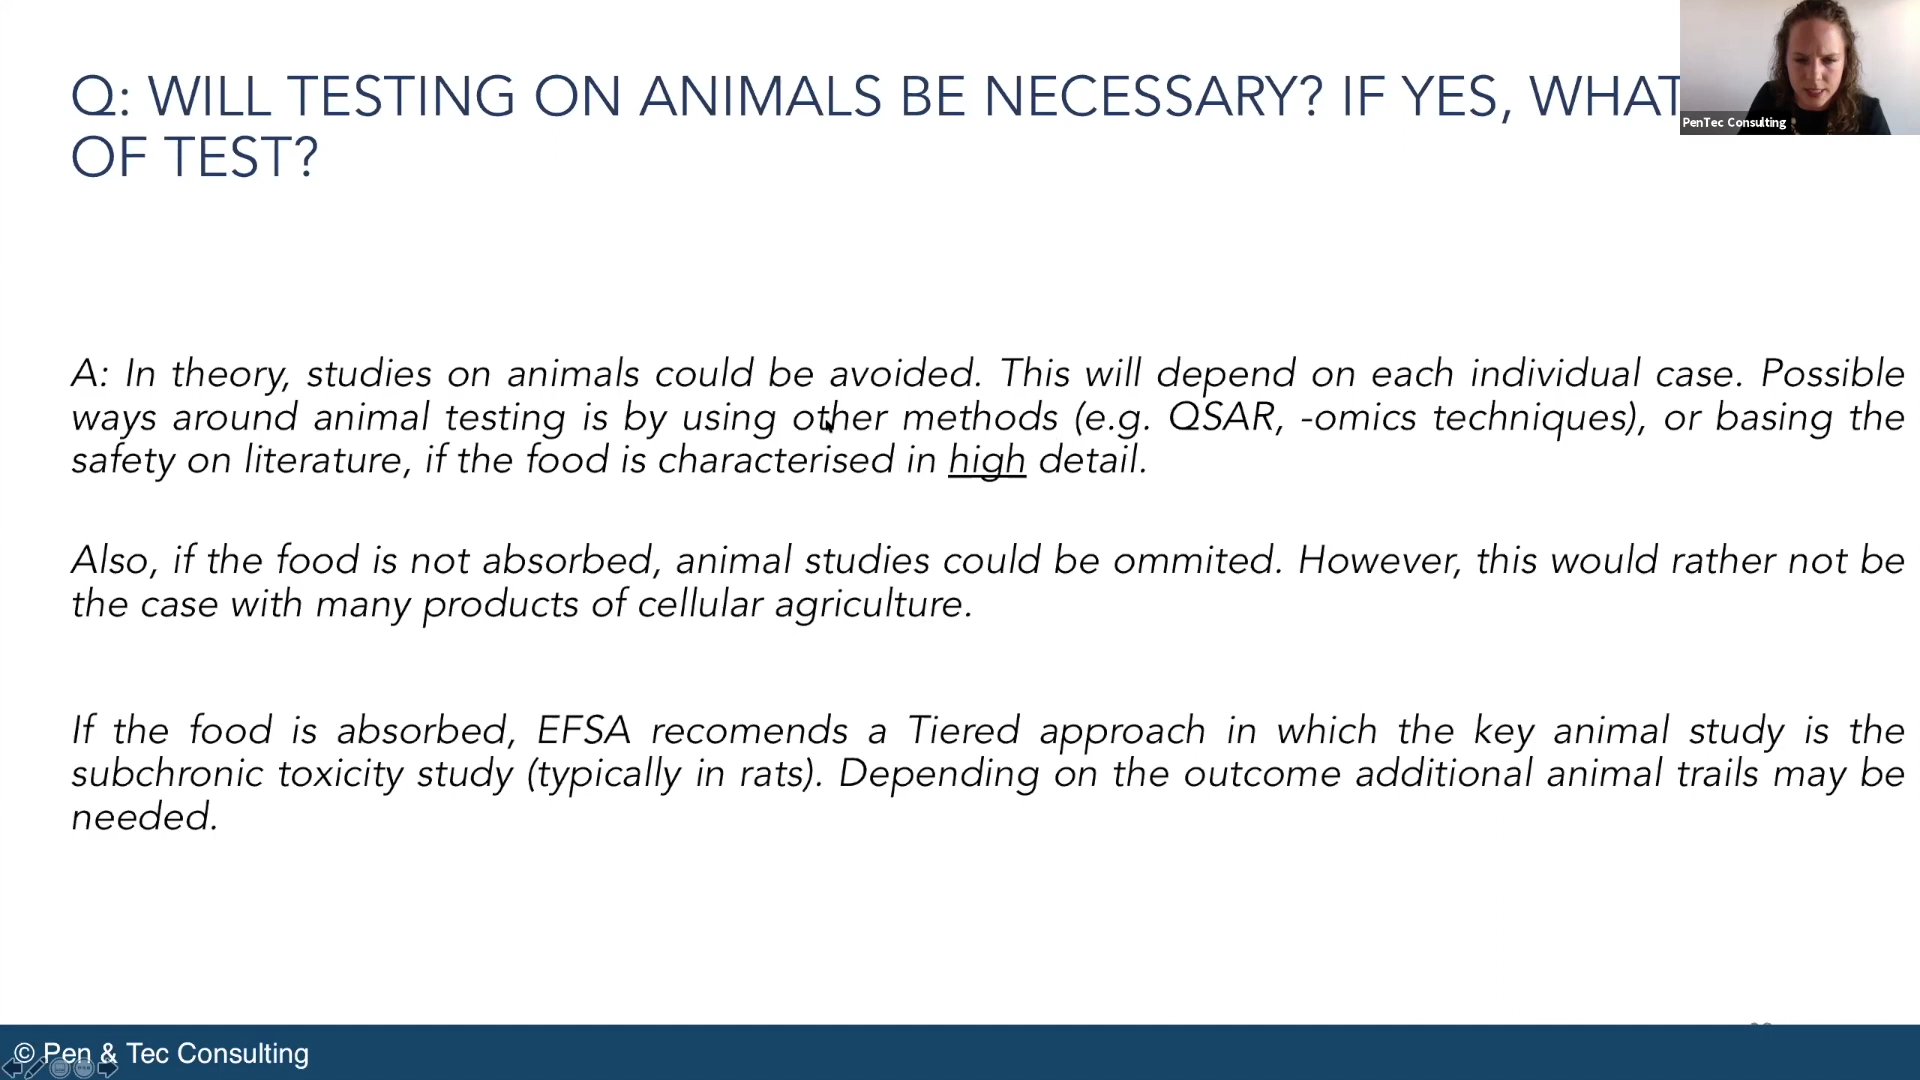 Q: WILL TESTING ON ANIMALS BE NECESSARY? IF YES, WHAT
OF TEST?
PenTec Consulting
A: In theory, studies on animals could be avoided. This will depend on each individual case. Possible
ways around animal testing is by using other methods (e.g. QSAR, -omics techniques), or basing the
safety on literature, if the food is characterised in high detail.
Also, if the food is not absorbed, animal studies could be ommited. However, this would rather not be
the case with many products of cellular agriculture.
If the food is absorbed, EFSA recomends a Tiered approach in which the key animal study is the
subchronic toxicity study (typically in rats). Depending on the outcome additional animal trails may be
needed.
© Pen & Tec Consulting